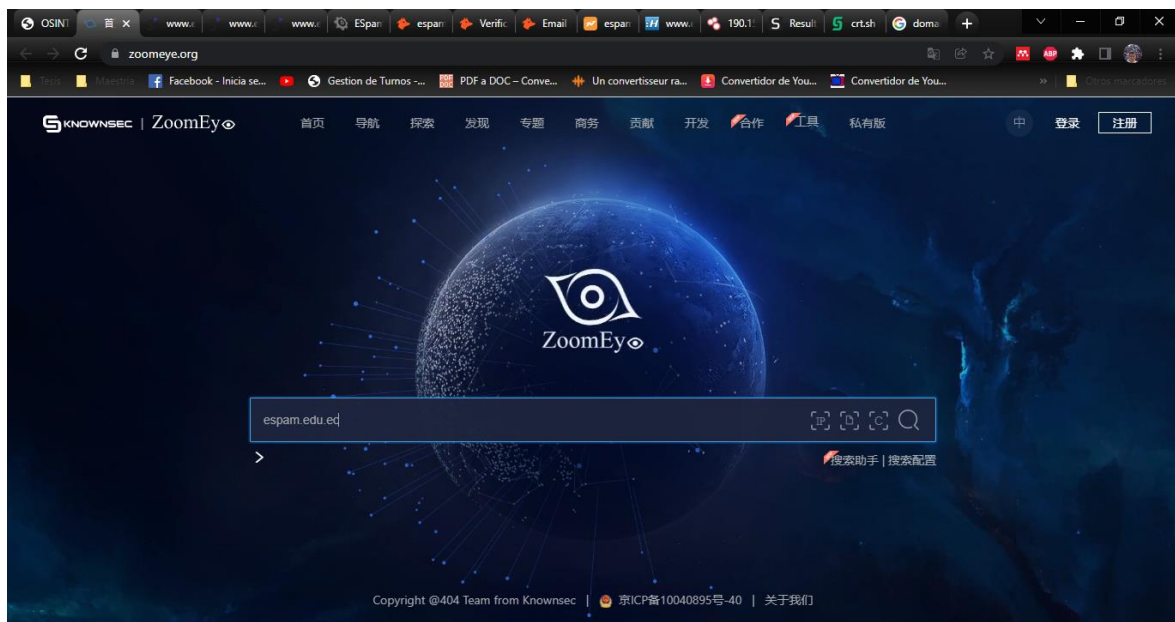 OSINT 首 www.e www.e www.e ESpam espam Verific Email espam www.e 190.1 S Result crt.sh doma
zoomeye.org
Tesis Maestria Facebook - Inicia se... Gestion de Turnos -... PDF a DOC – Conve... Un convertisseur ra... Convertidor de You... Convertidor de You... » Otros marcadores
KNOWNSEC | ZoomEye 首页 导航 探索 发现 专题 商务 贡献 开发 合作 工具 私有版 中 登录 注册
ZoomEye
espam.edu.ec
搜索助手 | 搜索配置
Copyright @404 Team from Knownsec | 京ICP备10040895号-40 | 关于我们